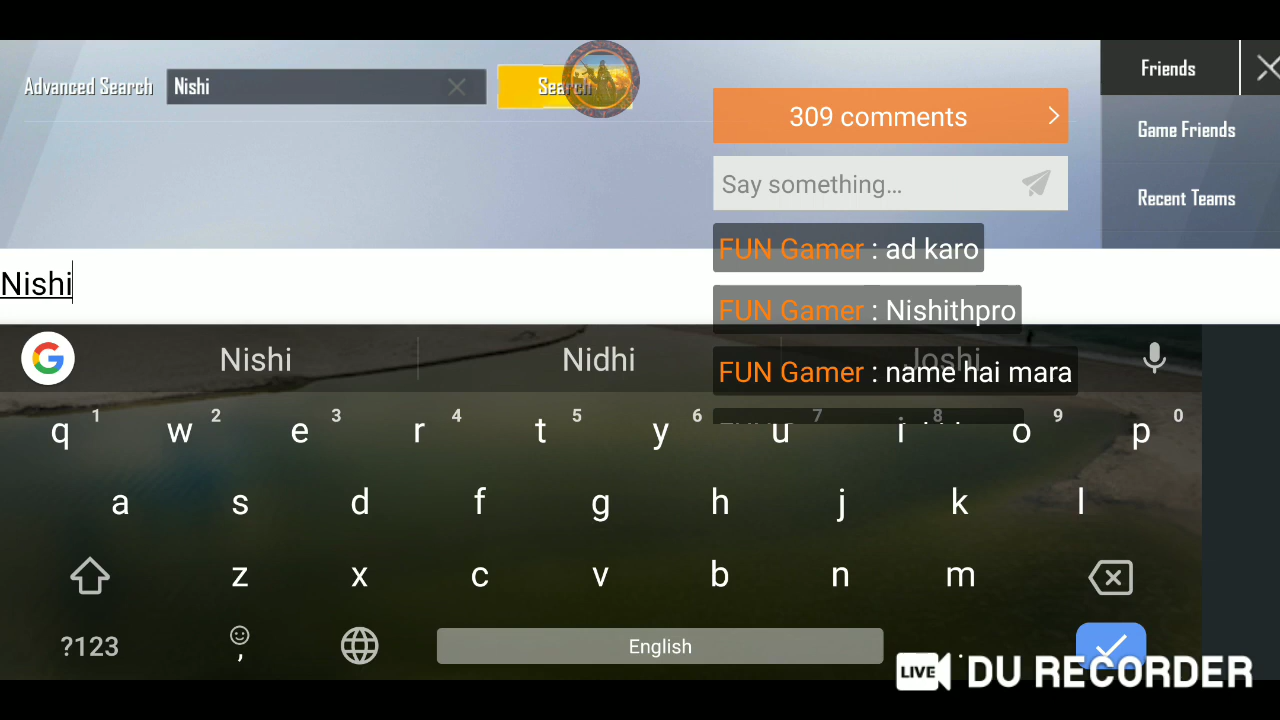 Advanced Search
Nishi
Search
Friends
Game Friends
Recent Teams
309 comments
Say something...
FUN Gamer : ad karo
FUN Gamer : Nishithpro
FUN Gamer : name hai mara
Nishi
Nishi
Nidhi
Joshi
1 2 3 4 5 6 7 8 9 0
q w e r t y u i o p
a s d f g h j k l
z x c v b n m
?123
,
English
.
LIVE DU RECORDER